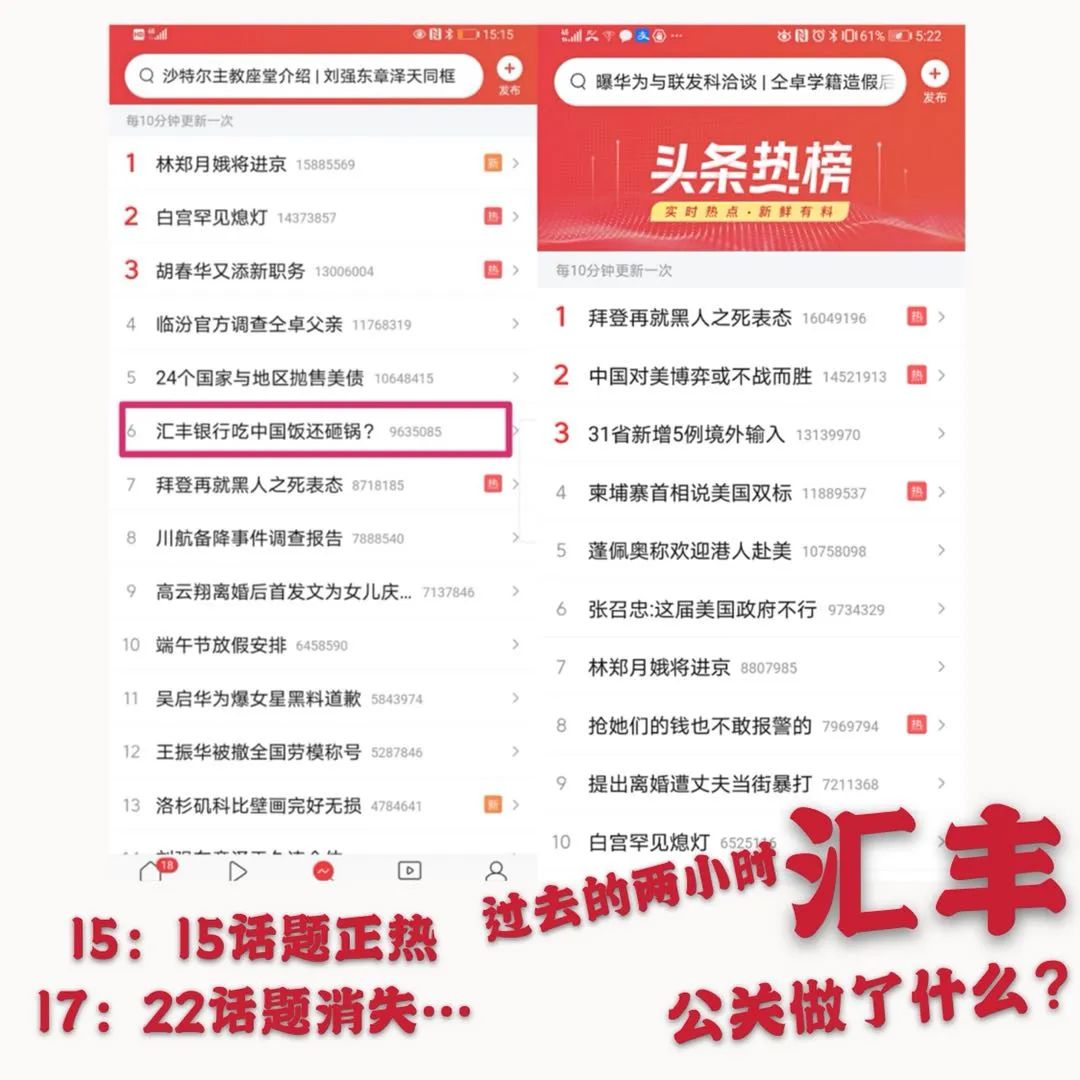 15:15
沙特尔主教座堂介绍 | 刘强东章泽天同框
发布
每10分钟更新一次
1 林郑月娥将进京 15885569 新
2 白宫罕见熄灯 14373857 热
3 胡春华又添新职务 13006004 热
4 临汾官方调查仝卓父亲 11768319
5 24个国家与地区抛售美债 10648415
6 汇丰银行吃中国饭还砸锅？ 9635085
7 拜登再就黑人之死表态 8718185 热
8 川航备降事件调查报告 7888540
9 高云翔离婚后首发文为女儿庆... 7137846
10 端午节放假安排 6458590
11 吴启华为爆女星黑料道歉 5843974
12 王振华被撤全国劳模称号 5287846
13 洛杉矶科比壁画完好无损 4784641 新
18
61% 5:22
曝华为与联发科洽谈 | 仝卓学籍造假后
发布
头条热榜
实时热点·新鲜有料
每10分钟更新一次
1 拜登再就黑人之死表态 16049196 热
2 中国对美博弈或不战而胜 14521913 热
3 31省新增5例境外输入 13139970
4 柬埔寨首相说美国双标 11889537 热
5 蓬佩奥称欢迎港人赴美 10758098
6 张召忠:这届美国政府不行 9734329
7 林郑月娥将进京 8807985
8 抢她们的钱也不敢报警的 7969794 热
9 提出离婚遭丈夫当街暴打 7211368
10 白宫罕见熄灯 6525116
15：15话题正热
17：22话题消失…
过去的两小时
汇丰
公关做了什么？